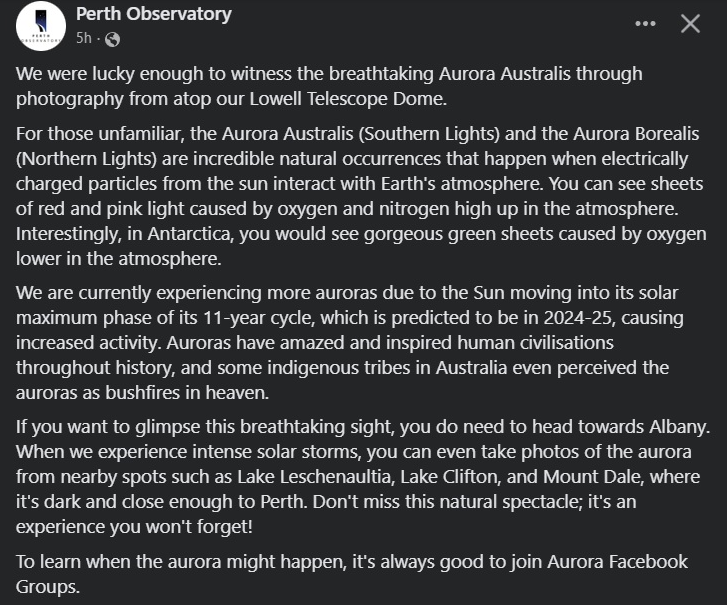 Perth Observatory
5h ·
PERTH
OBSERVATORY
We were lucky enough to witness the breathtaking Aurora Australis through
photography from atop our Lowell Telescope Dome.
For those unfamiliar, the Aurora Australis (Southern Lights) and the Aurora Borealis
(Northern Lights) are incredible natural occurrences that happen when electrically
charged particles from the sun interact with Earth's atmosphere. You can see sheets
of red and pink light caused by oxygen and nitrogen high up in the atmosphere.
Interestingly, in Antarctica, you would see gorgeous green sheets caused by oxygen
lower in the atmosphere.
We are currently experiencing more auroras due to the Sun moving into its solar
maximum phase of its 11-year cycle, which is predicted to be in 2024-25, causing
increased activity. Auroras have amazed and inspired human civilisations
throughout history, and some indigenous tribes in Australia even perceived the
auroras as bushfires in heaven.
If you want to glimpse this breathtaking sight, you do need to head towards Albany.
When we experience intense solar storms, you can even take photos of the aurora
from nearby spots such as Lake Leschenaultia, Lake Clifton, and Mount Dale, where
it's dark and close enough to Perth. Don't miss this natural spectacle; it's an
experience you won't forget!
To learn when the aurora might happen, it's always good to join Aurora Facebook
Groups.